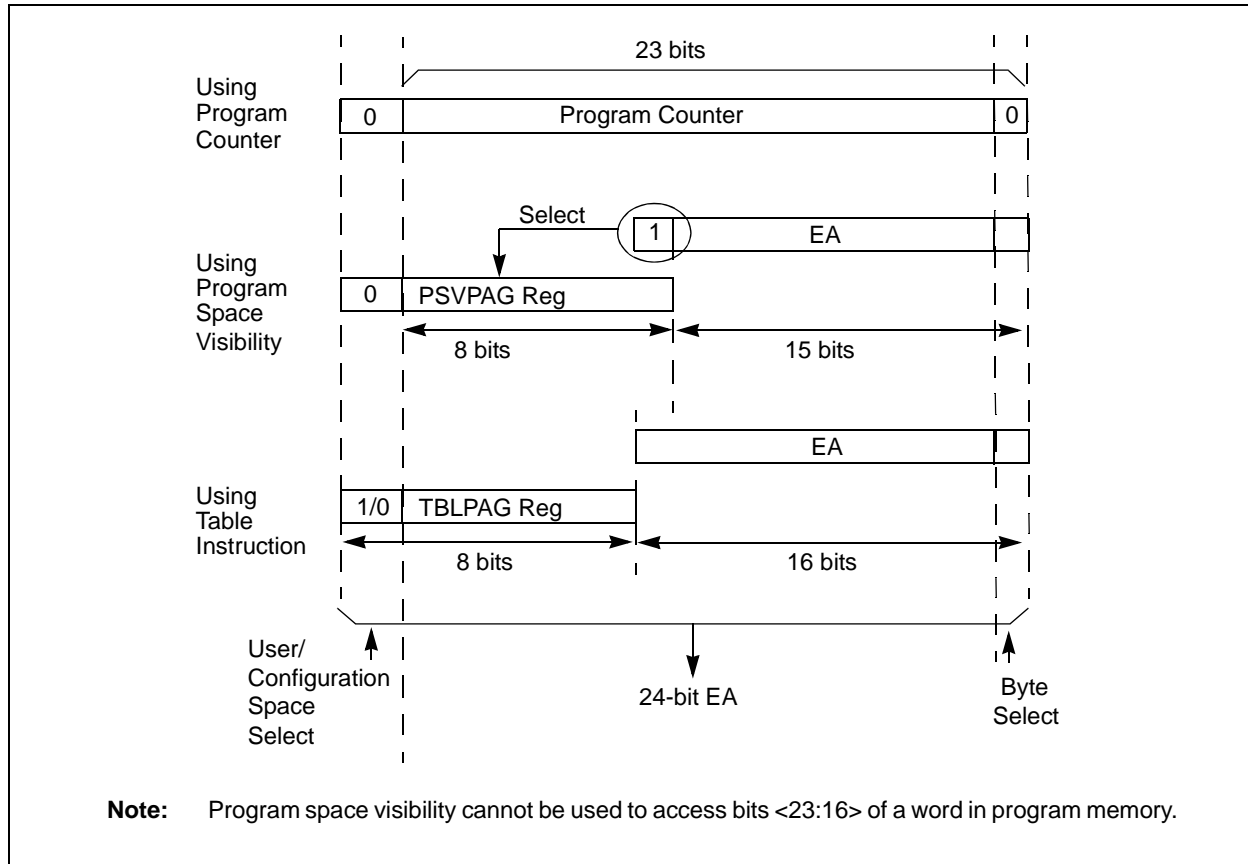 23 bits
Using
Program
Counter
0
Program Counter
0
Select
1
EA
Using
Program
Space
Visibility
0
PSVPAG Reg
8 bits
15 bits
EA
Using
Table
Instruction
1/0
TBLPAG Reg
8 bits
16 bits
User/
Configuration
Space
Select
24-bit EA
Byte
Select
Note: Program space visibility cannot be used to access bits <23:16> of a word in program memory.